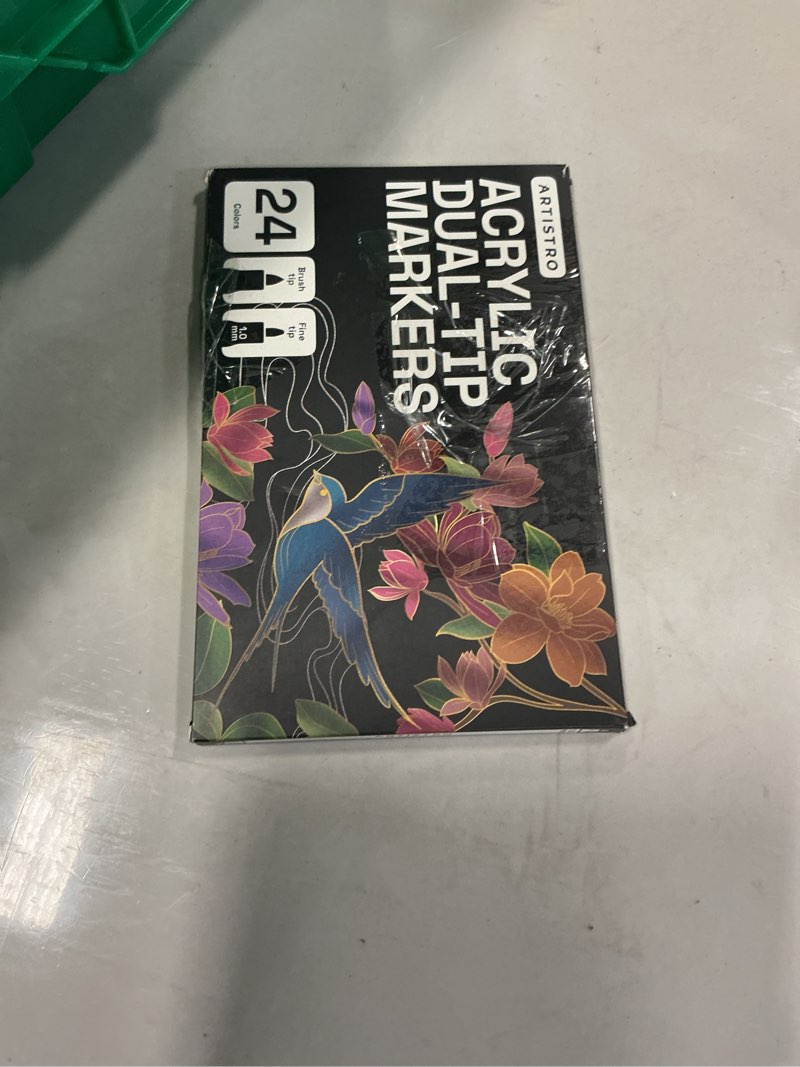 ARTISTRO
ACRYLIC
DUAL-TIP
MARKERS
24
Colors
Brush
tip
Fine
tip
1.0
mm